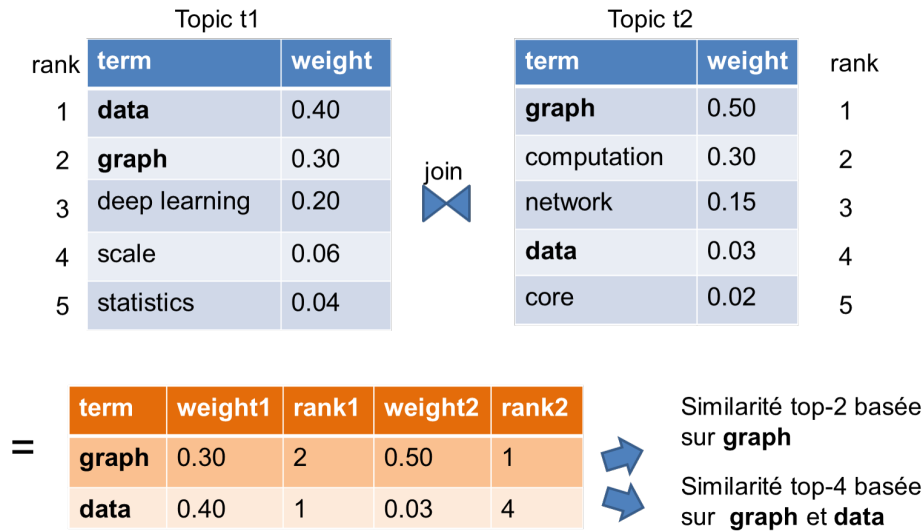 Topic t1
Topic t2
rank term weight
term weight rank
1 data 0.40
graph 0.50 1
2 graph 0.30
computation 0.30 2
join
3 deep learning 0.20
network 0.15 3
4 scale 0.06
data 0.03 4
5 statistics 0.04
core 0.02 5
=
term weight1 rank1 weight2 rank2
graph 0.30 2 0.50 1
data 0.40 1 0.03 4
Similarité top-2 basée
sur graph
Similarité top-4 basée
sur graph et data